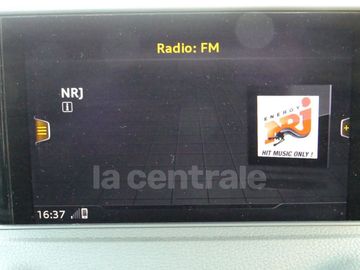 Radio: FM
NRJ
i
ENERGY
NRJ
HIT MUSIC ONLY !
la centrale
16:37